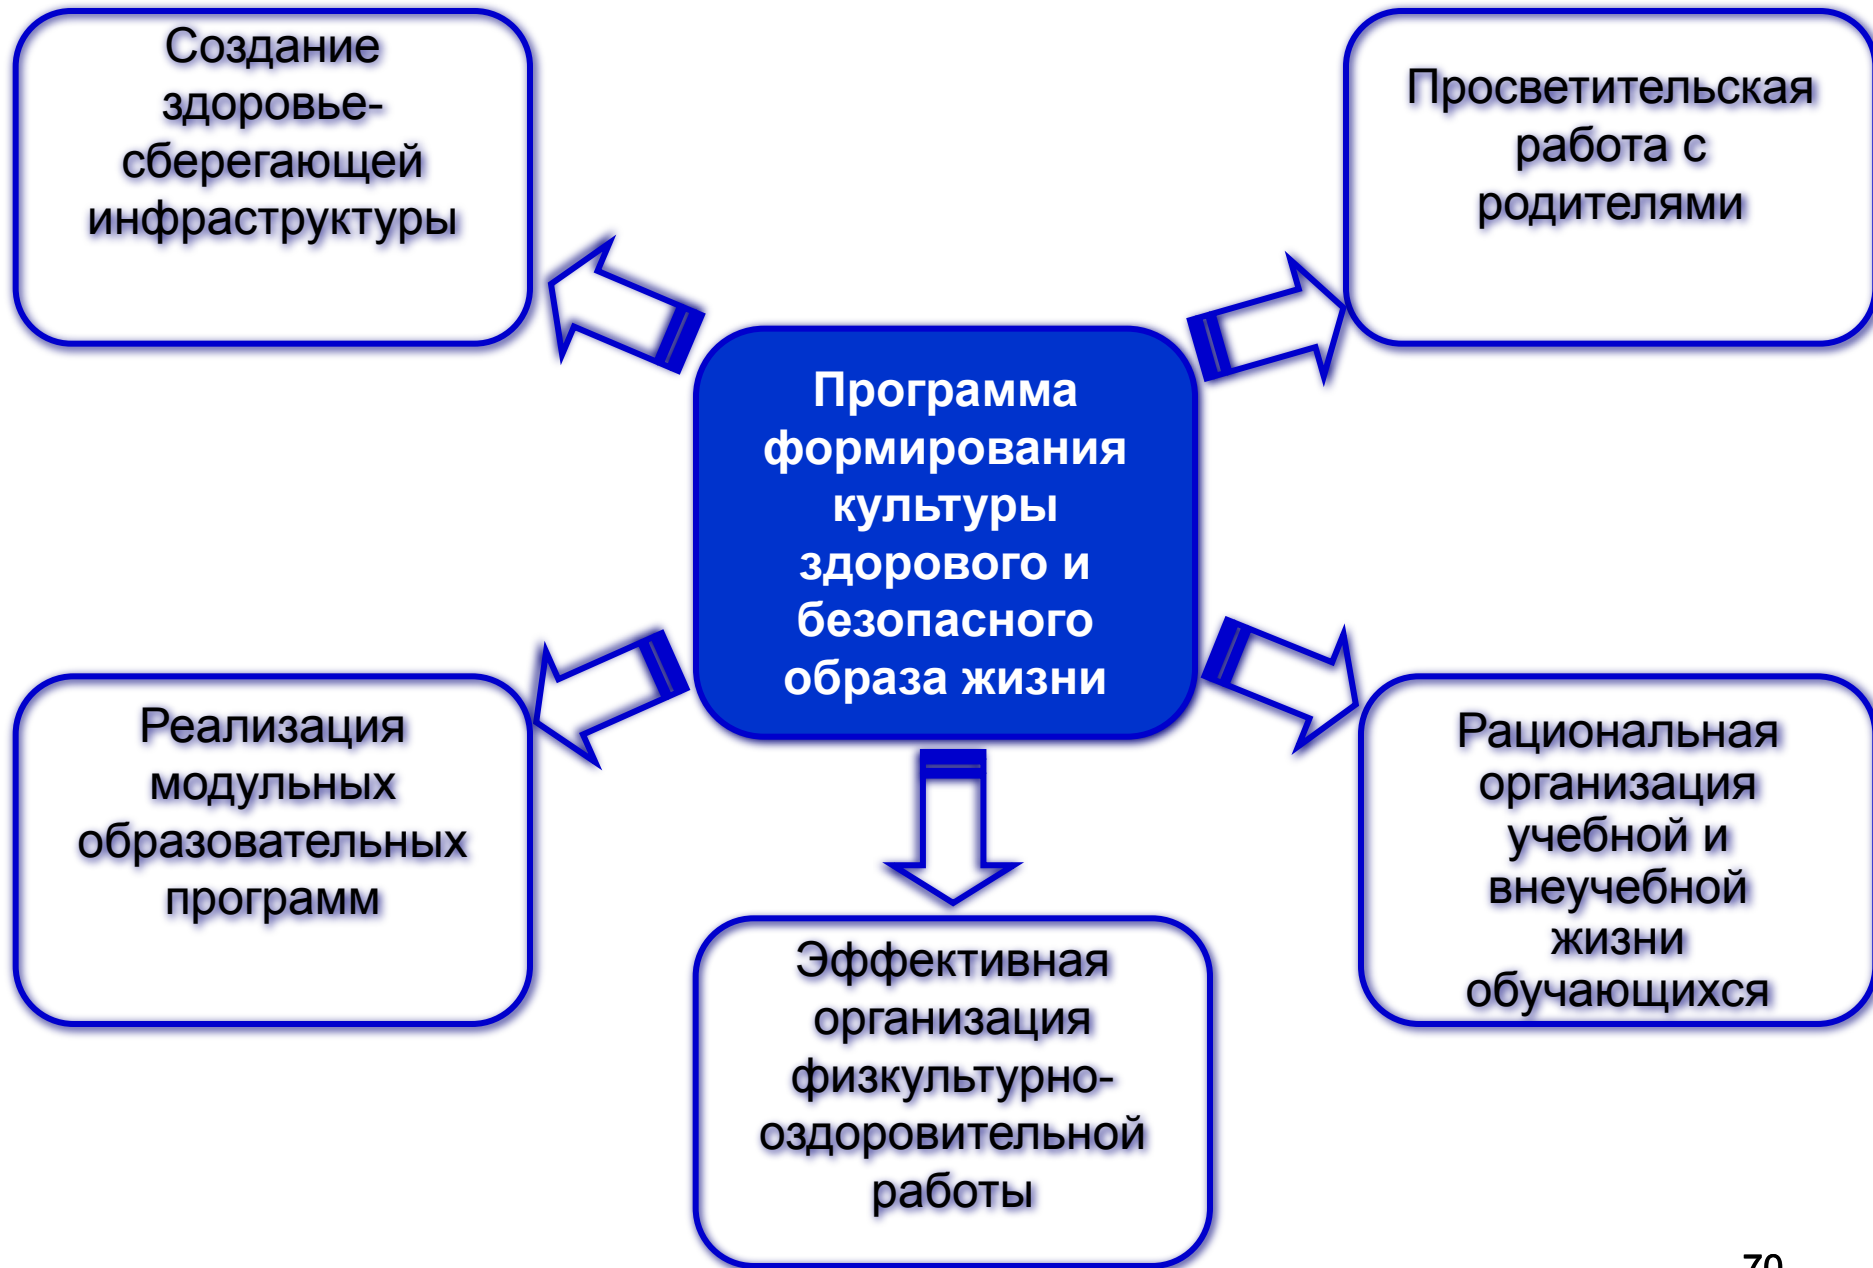 Создание
здоровье-
сберегающей
инфраструктуры
Просветительская
работа с
родителями
Программа
формирования
культуры
здорового и
безопасного
образа жизни
Реализация
модульных
образовательных
программ
Эффективная
организация
физкультурно-
оздоровительной
работы
Рациональная
организация
учебной и
внеучебной
жизни
обучающихся
70